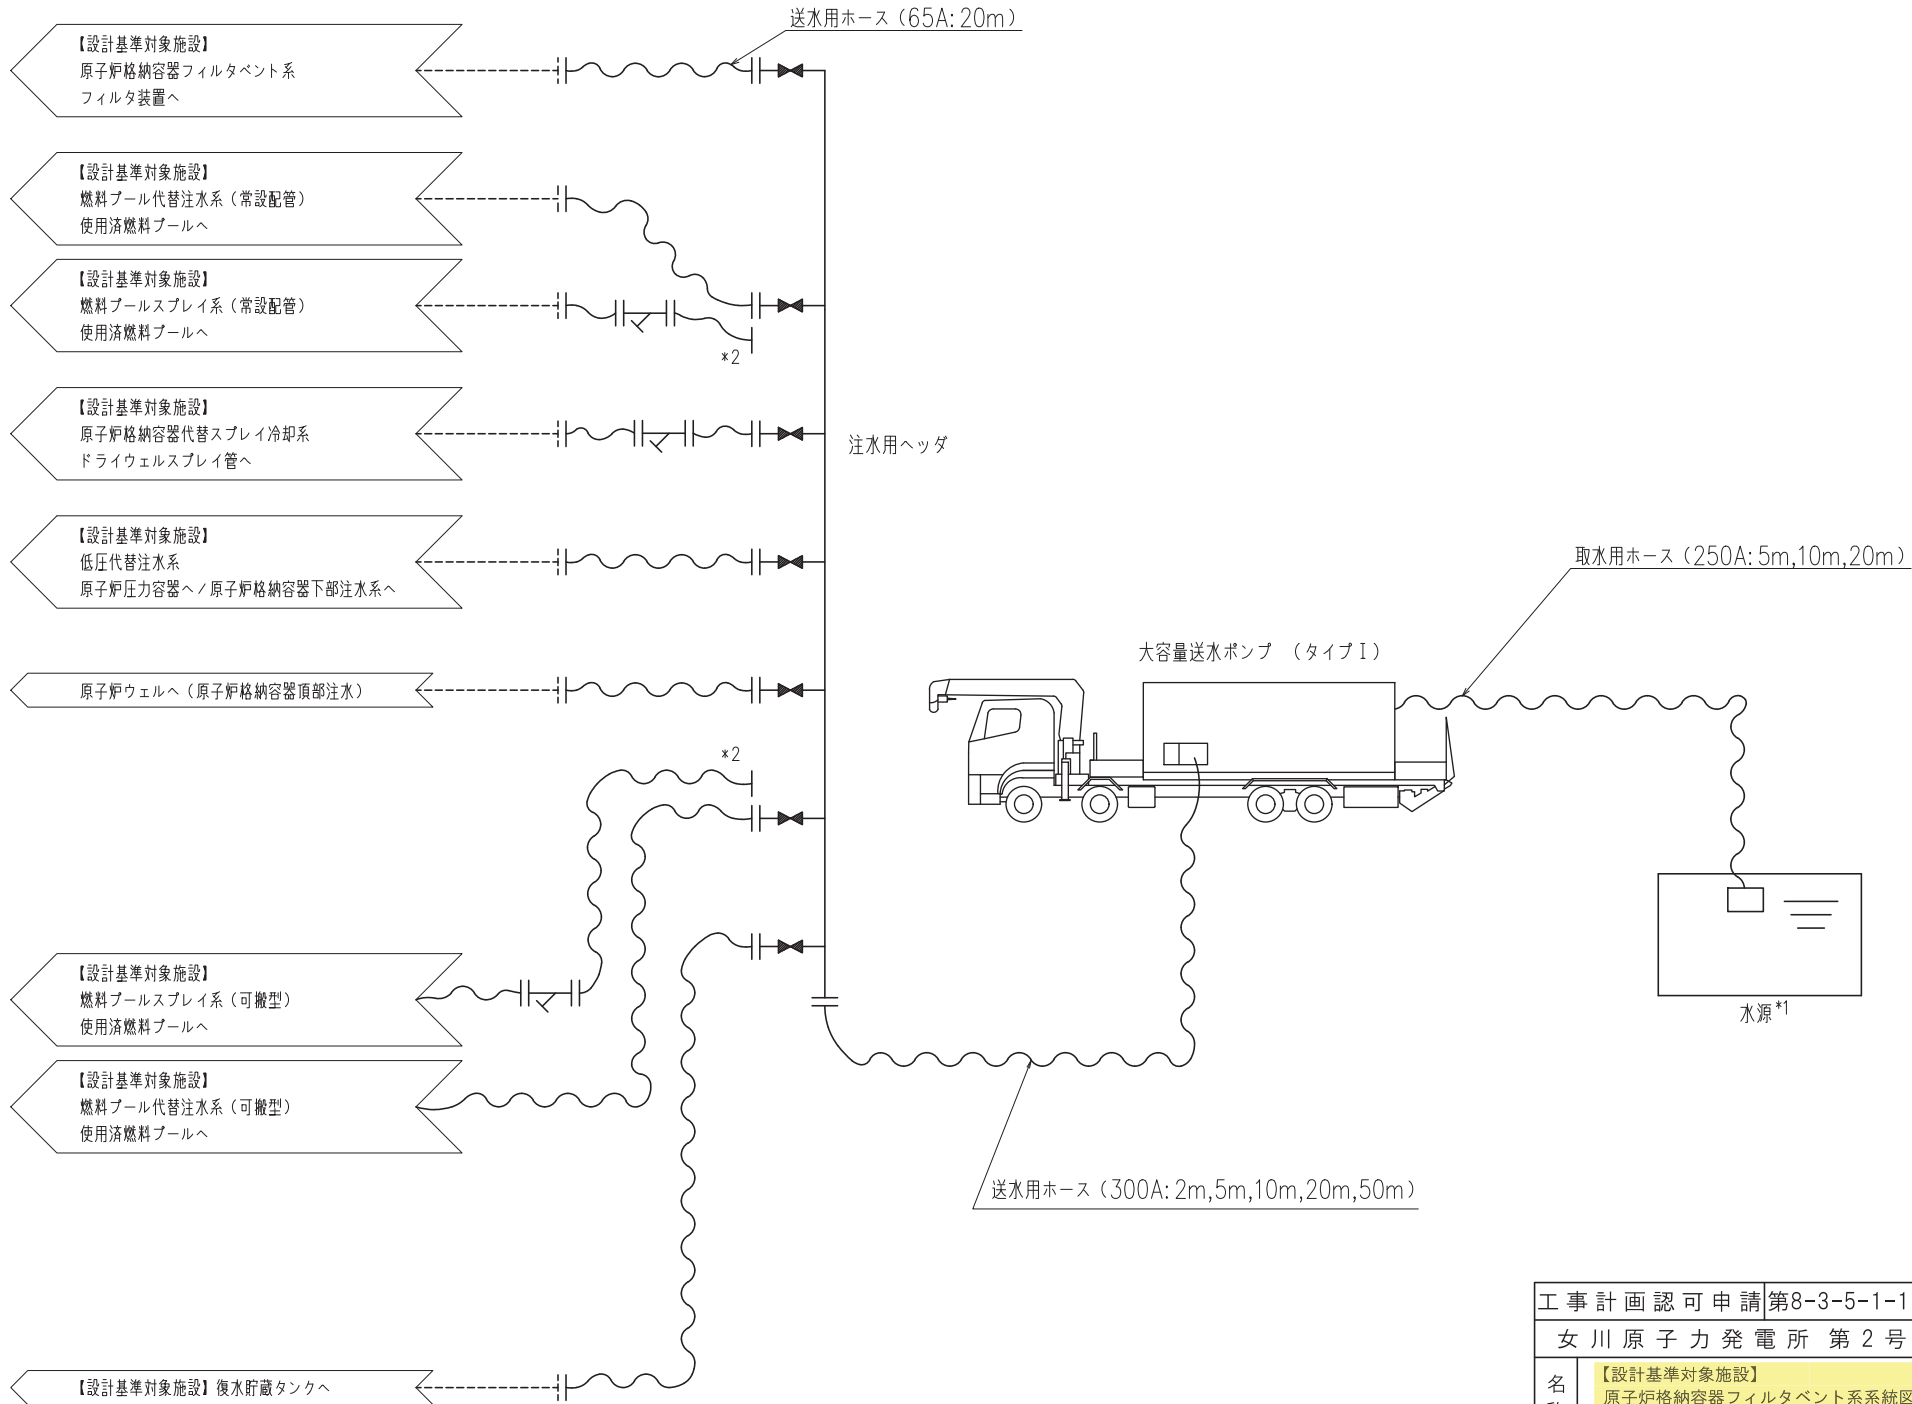 送水用ホース（65A：20m）
【設計基準対象施設】
原子炉格納容器フィルタベント系
フィルタ装置へ
【設計基準対象施設】
燃料プール代替注水系（常設配管）
使用済燃料プールへ
【設計基準対象施設】
燃料プールスプレイ系（常設配管）
使用済燃料プールへ
*2
【設計基準対象施設】
原子炉格納容器代替スプレイ冷却系
ドライウェルスプレイ管へ
注水用ヘッダ
【設計基準対象施設】
低圧代替注水系
原子炉圧力容器へ／原子炉格納容器下部注水系へ
取水用ホース（250A：5m,10m,20m）
大容量送水ポンプ （タイプⅠ）
原子炉ウェルへ（原子炉格納容器頂部注水）
*2
【設計基準対象施設】
燃料プールスプレイ系（可搬型）
使用済燃料プールへ
水源*1
【設計基準対象施設】
燃料プール代替注水系（可搬型）
使用済燃料プールへ
送水用ホース（300A：2m,5m,10m,20m,50m）
工事計画認可申請 第8-3-5-1-1
女川原子力発電所 第2号
名
【設計基準対象施設】
原子炉格納容器フィルタベント系系統図
【設計基準対象施設】復水貯蔵タンクへ